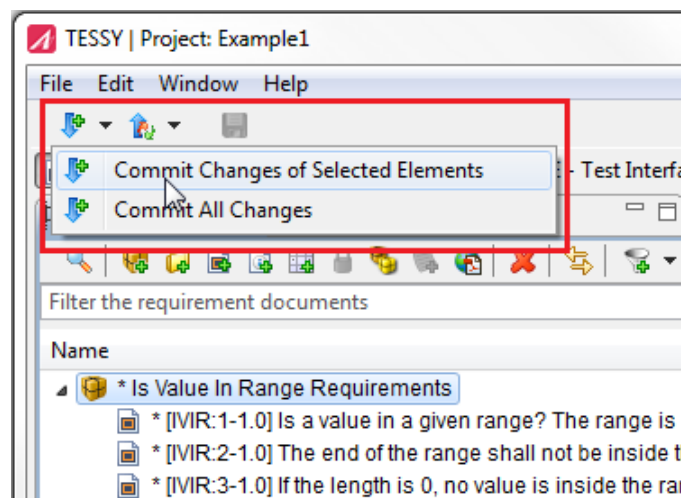 TESSY | Project: Example1
File Edit Window Help
Commit Changes of Selected Elements
- Test Interfa
Commit All Changes
Filter the requirement documents
Name
* Is Value In Range Requirements
* [IVIR:1-1.0] Is a value in a given range? The range is
* [IVIR:2-1.0] The end of the range shall not be inside t
* [IVIR:3-1.0] If the length is 0, no value is inside the ra